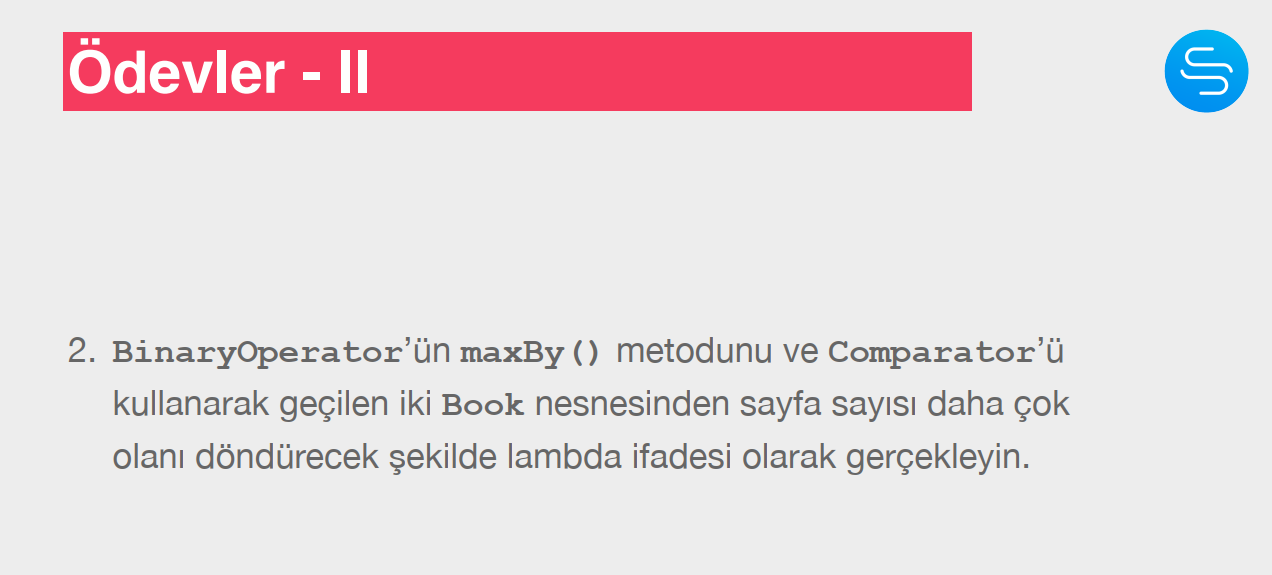 Ödevler - II
2. BinaryOperator’ün maxBy() metodunu ve Comparator’ü
kullanarak geçilen iki Book nesnesinden sayfa sayısı daha çok
olanı döndürecek şekilde lambda ifadesi olarak gerçekleyin.